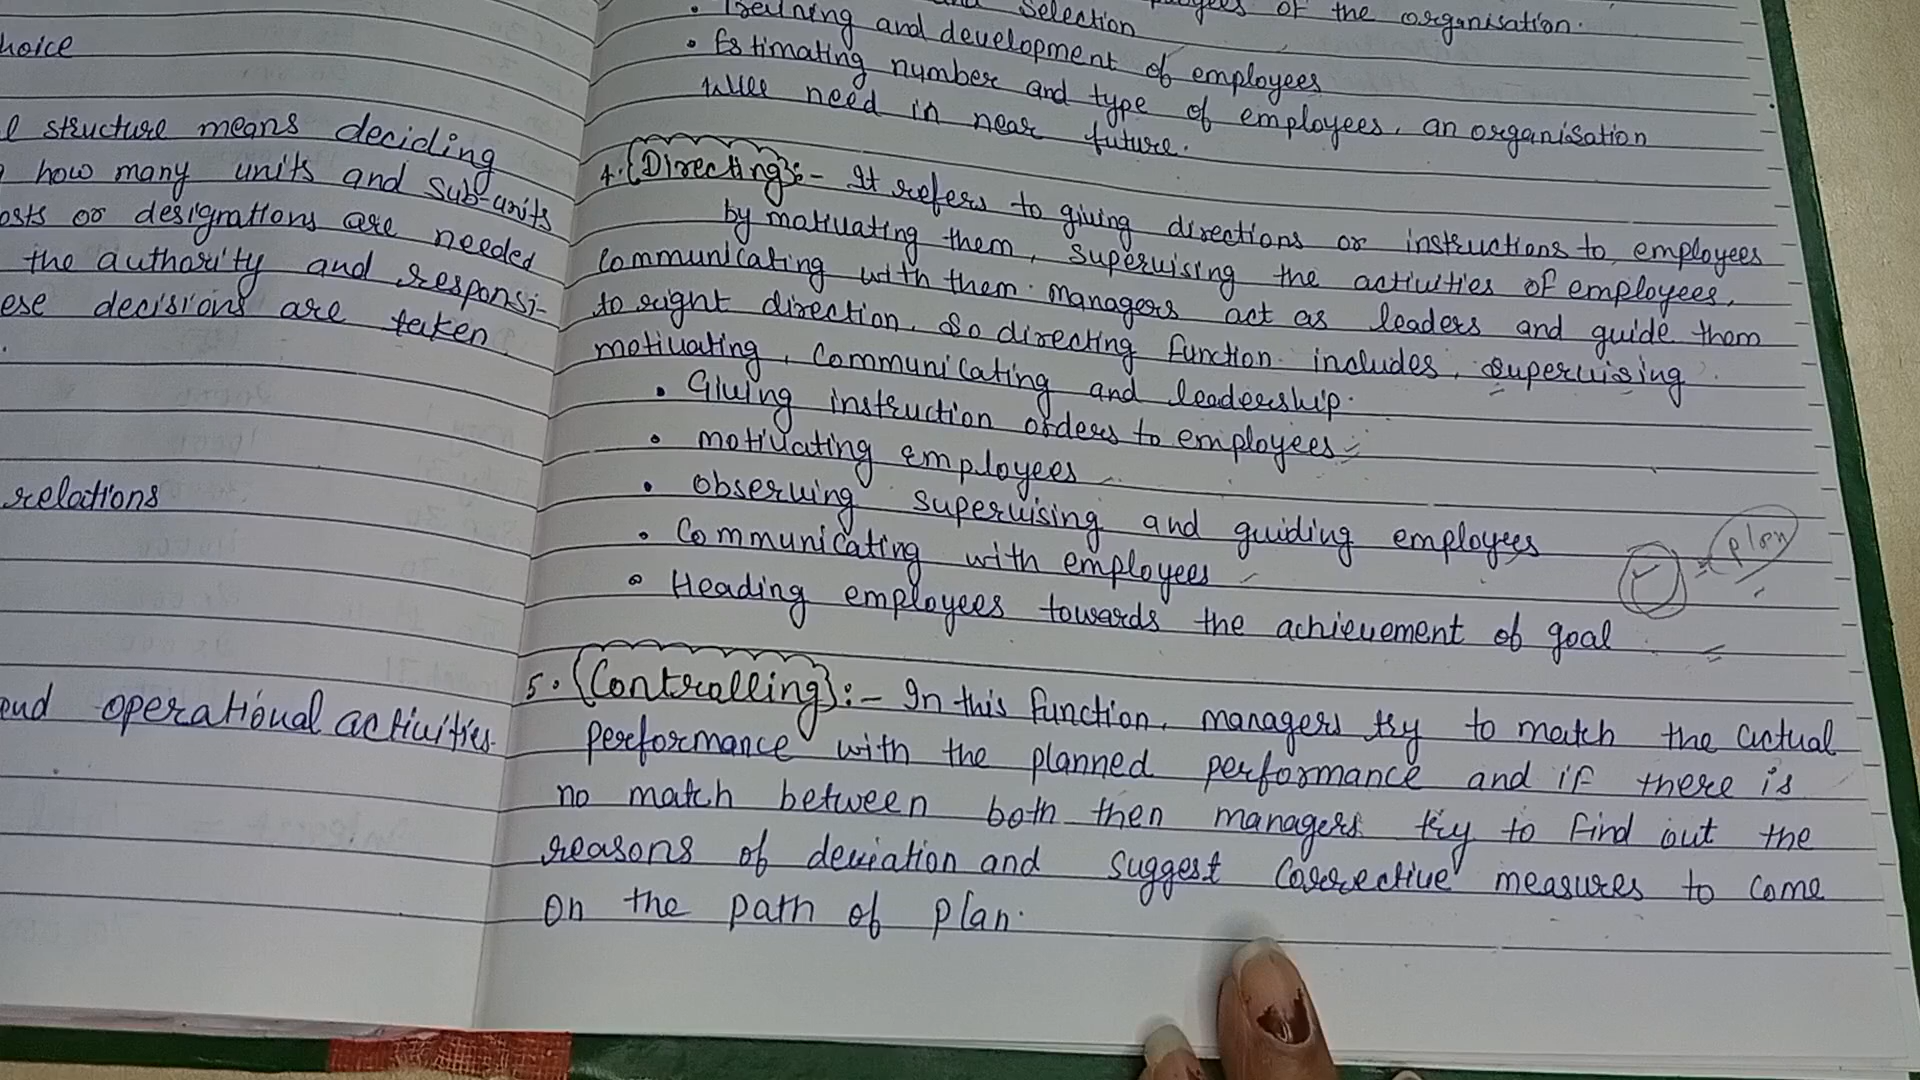 hoice
l structure means deciding
how many units and sub-units
osts or designations are needed
the authority and responsi-
ese decisions are taken.
relations
end operational activities.
Selection
of the organisation.
• Training and development of employees
• Estimating number and type of employees, an organisation
will need in near future.
4. {Directing}:- It refers to giving directions or instructions to employees
by motivating them, supervising the activities of employees,
communicating with them. managers act as leaders and guide them
to right direction. So directing function includes, supervising
motivating, communicating and leadership.
• Giving instruction orders to employees
• motivating employees
• observing supervising and guiding employees
• Communicating with employees
• Heading employees towards the achievement of goal
plan
5. {Controlling}:- In this function, managers try to match the actual
performance with the planned performance and if there is
no match between both then managers try to find out the
reasons of deviation and suggest corrective measures to come
on the path of plan.